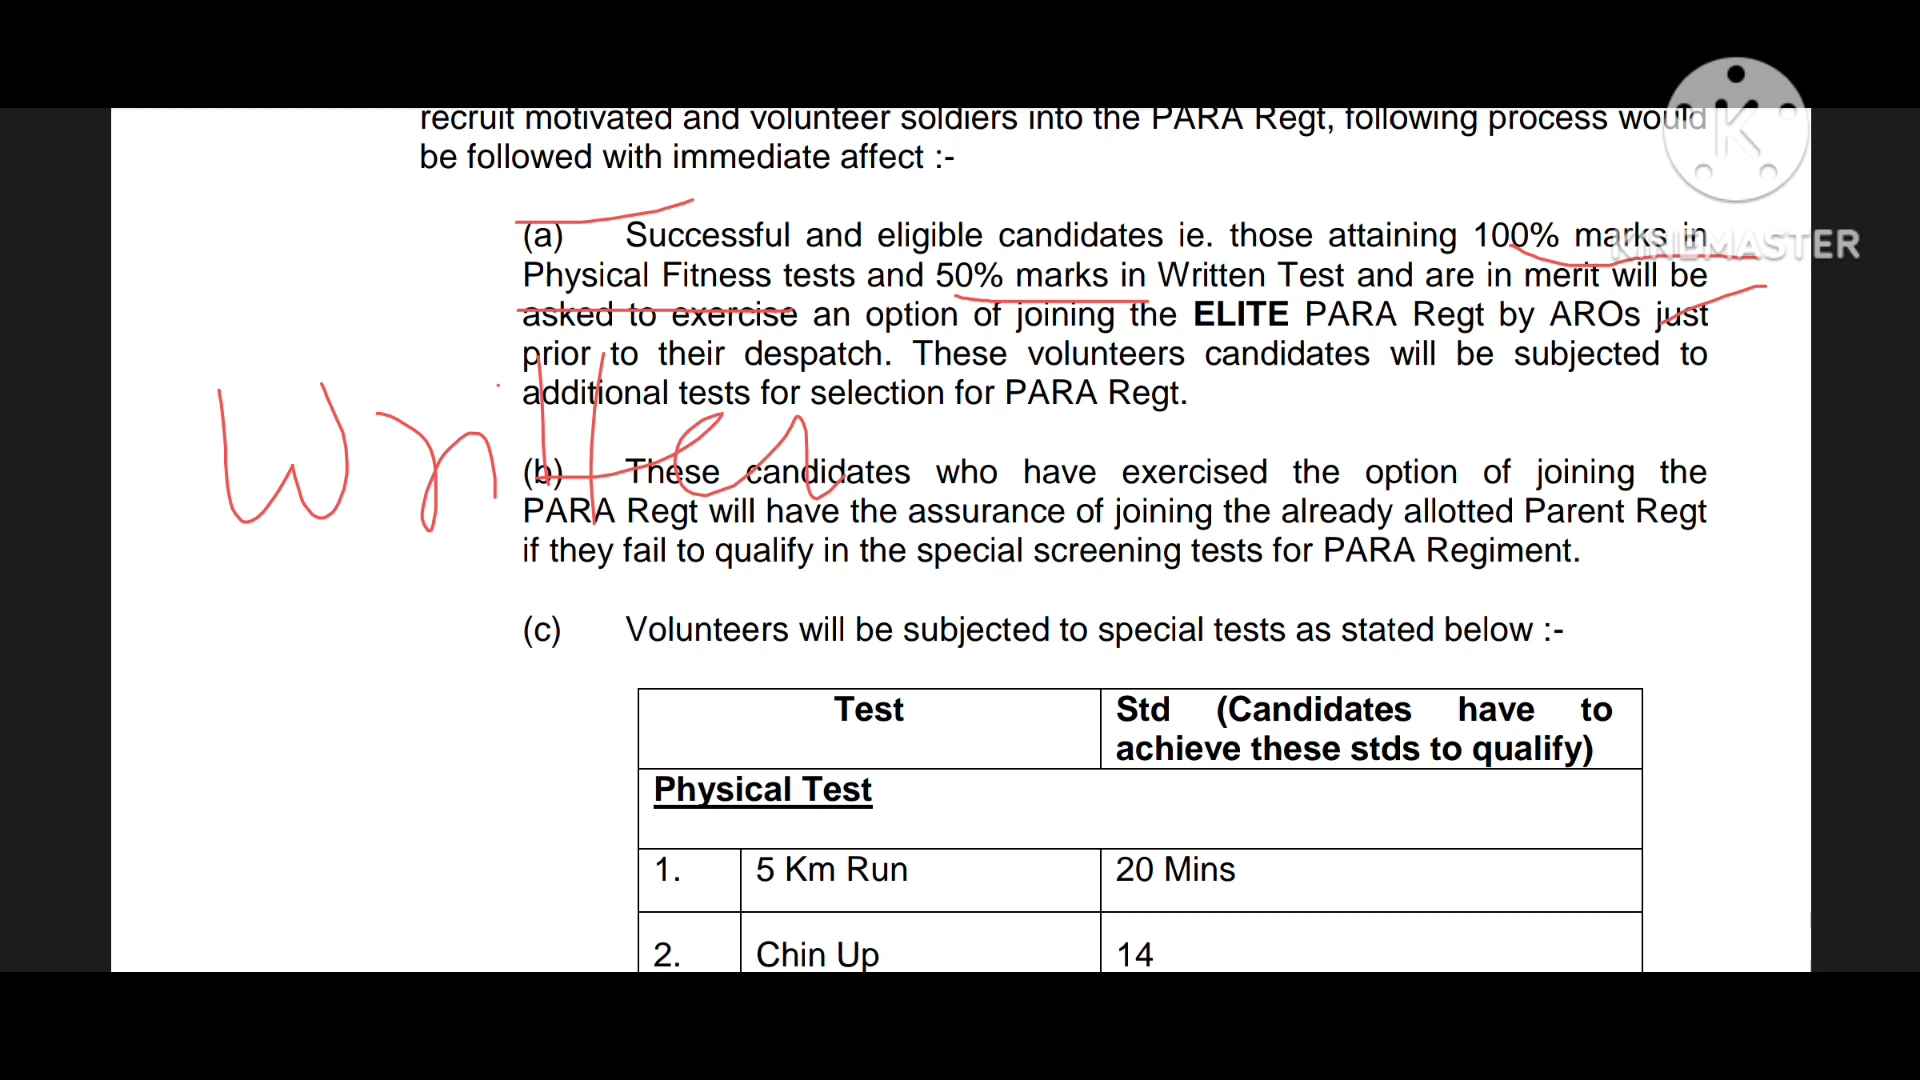 recruit motivated and volunteer soldiers into the PARA Regt, following process would
be followed with immediate affect :-
K
KINEMASTER
(a) Successful and eligible candidates ie. those attaining 100% marks in
Physical Fitness tests and 50% marks in Written Test and are in merit will be
asked to exercise an option of joining the ELITE PARA Regt by AROs just
prior to their despatch. These volunteers candidates will be subjected to
additional tests for selection for PARA Regt.
(b) These candidates who have exercised the option of joining the
PARA Regt will have the assurance of joining the already allotted Parent Regt
if they fail to qualify in the special screening tests for PARA Regiment.
(c) Volunteers will be subjected to special tests as stated below :-
Test Std (Candidates have to
achieve these stds to qualify)
Physical Test
1. 5 Km Run 20 Mins
2. Chin Up 14